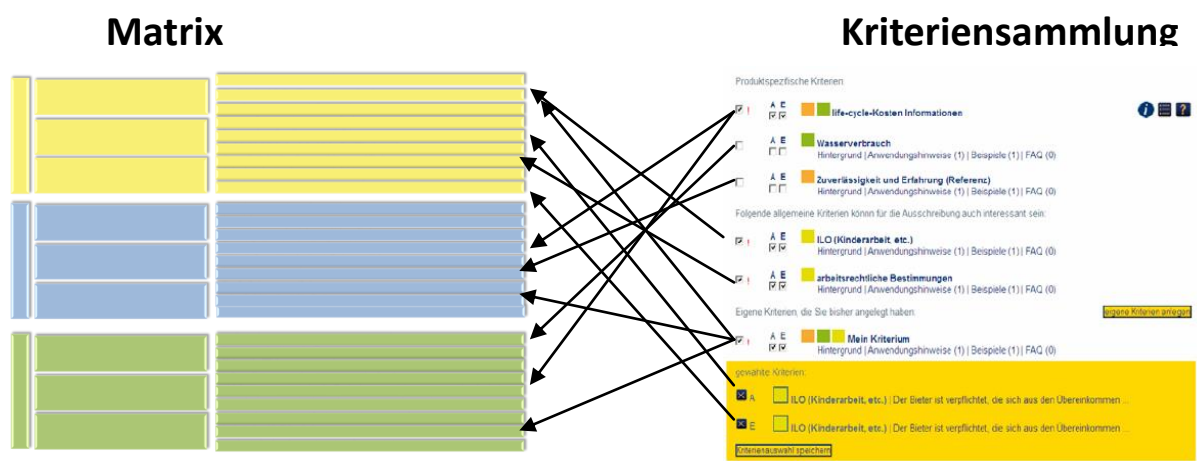 Matrix
Kriteriensammlung
Produktspezifische Kriterien:
! A E life-cycle-Kosten Informationen i ?
A E Wasserverbrauch
Hintergrund | Anwendungshinweise (1) | Beispiele (1) | FAQ (0)
A E Zuverlässigkeit und Erfahrung (Referenz)
Hintergrund | Anwendungshinweise (1) | Beispiele (1) | FAQ (0)
Folgende allgemeine Kriterien könnn für die Ausschreibung auch interessant sein:
! A E ILO (Kinderarbeit, etc.)
Hintergrund | Anwendungshinweise (1) | Beispiele (1) | FAQ (0)
! A E arbeitsrechtliche Bestimmungen
Hintergrund | Anwendungshinweise (1) | Beispiele (1) | FAQ (0)
Eigene Kriterien, die Sie bisher angelegt haben: eigene Kriterien anlegen
! A E Mein Kriterium
Hintergrund | Anwendungshinweise (1) | Beispiele (1) | FAQ (0)
gewählte Kriterien:
A ILO (Kinderarbeit, etc.) | Der Bieter ist verpflichtet, die sich aus den Übereinkommen ...
E ILO (Kinderarbeit, etc.) | Der Bieter ist verpflichtet, die sich aus den Übereinkommen ...
Kriterienauswahl speichern